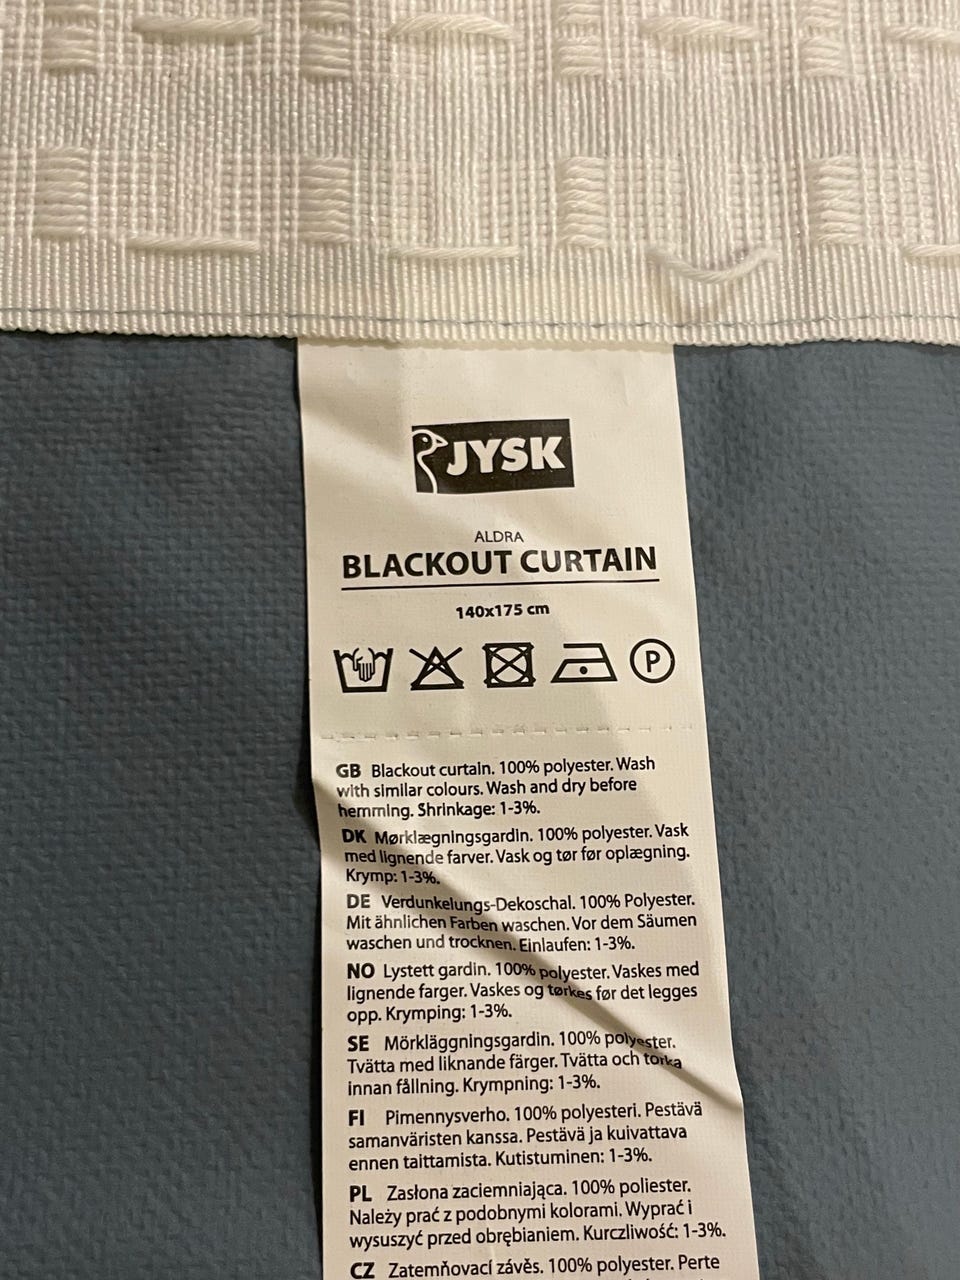 JYSK
ALDRA
BLACKOUT CURTAIN
140x175 cm
P
GB Blackout curtain. 100% polyester. Wash
with similar colours. Wash and dry before
hemming. Shrinkage: 1-3%.
DK Mørklægningsgardin. 100% polyester. Vask
med lignende farver. Vask og tør før oplægning.
Krymp: 1-3%.
DE Verdunkelungs-Dekoschal. 100% Polyester.
Mit ähnlichen Farben waschen. Vor dem Säumen
waschen und trocknen. Einlaufen: 1-3%.
NO Lystett gardin. 100% polyester. Vaskes med
lignende farger. Vaskes og tørkes før det legges
opp. Krymping: 1-3%.
SE Mörkläggningsgardin. 100% polyester.
Tvätta med liknande färger. Tvätta och torka
innan fållning. Krympning: 1-3%.
FI Pimennysverho. 100% polyesteri. Pestävä
samanväristen kanssa. Pestävä ja kuivattava
ennen taittamista. Kutistuminen: 1-3%.
PL Zasłona zaciemniająca. 100% poliester.
Należy prać z podobnymi kolorami. Wyprać i
wysuszyć przed obrębianiem. Kurczliwość: 1-3%.
CZ Zatemňovací závěs. 100% polyester. Perte